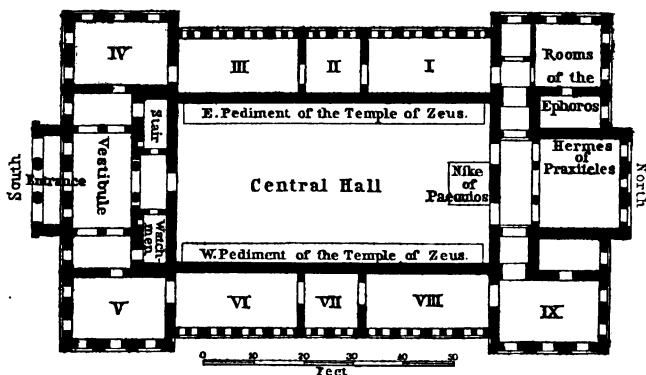 IV
III
II
I
Rooms
of the
Ephoros
E. Pediment of the Temple of Zeus.
Stair
South
Entrance
Vestibule
Central Hall
Nike
of
Paeonios
Hermes
of
Praxiteles
North
Watch
men.
W. Pediment of the Temple of Zeus.
V
VI
VII
VIII
IX
0 10 20 30 40 50
Feet